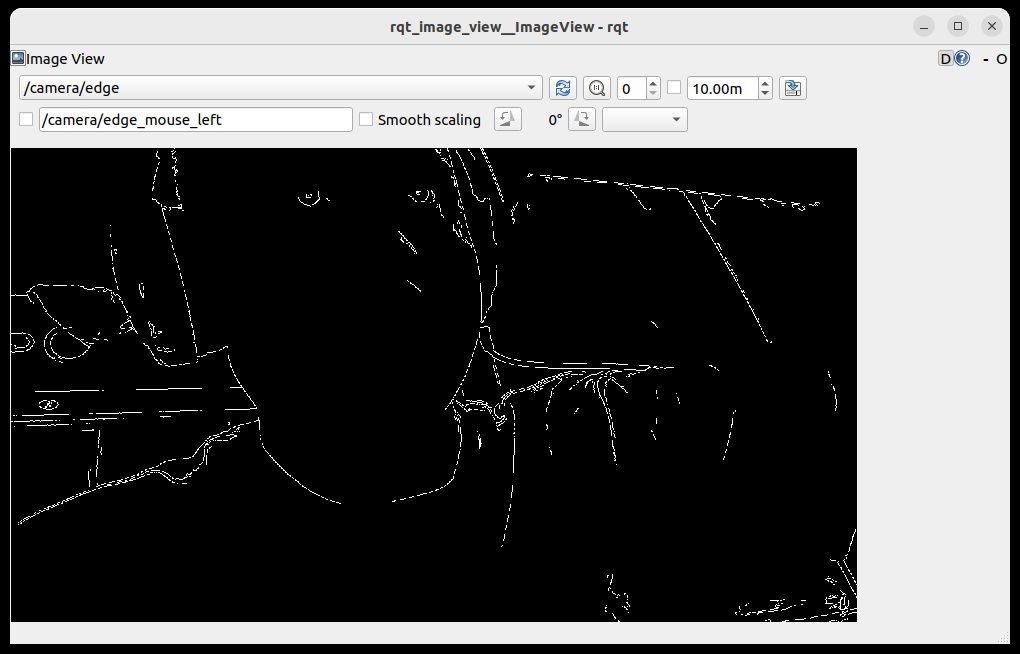 rqt_image_view__ImageView - rqt
Image View
D
- O
/camera/edge
0
10.00m
/camera/edge_mouse_left
Smooth scaling
0°